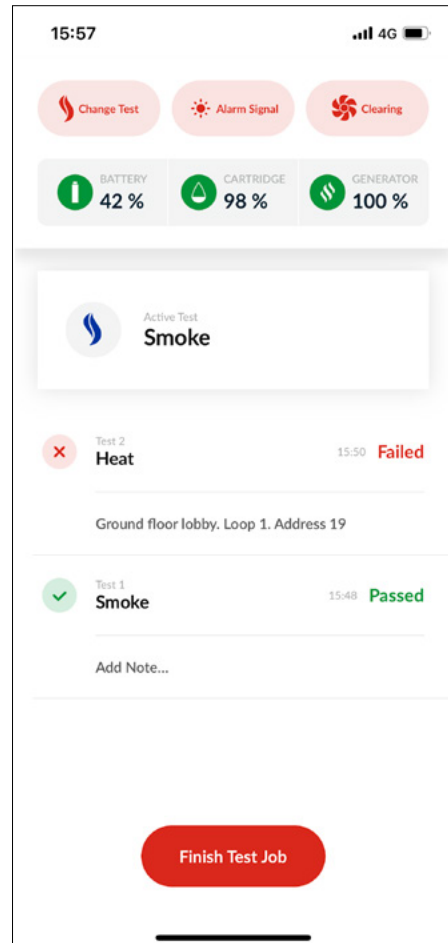 15:57 4G
Change Test Alarm Signal Clearing
BATTERY CARTRIDGE GENERATOR
42 % 98 % 100 %
Active Test
Smoke
Test 2
Heat 15:50 Failed
Ground floor lobby. Loop 1. Address 19
Test 1
Smoke 15:48 Passed
Add Note...
Finish Test Job